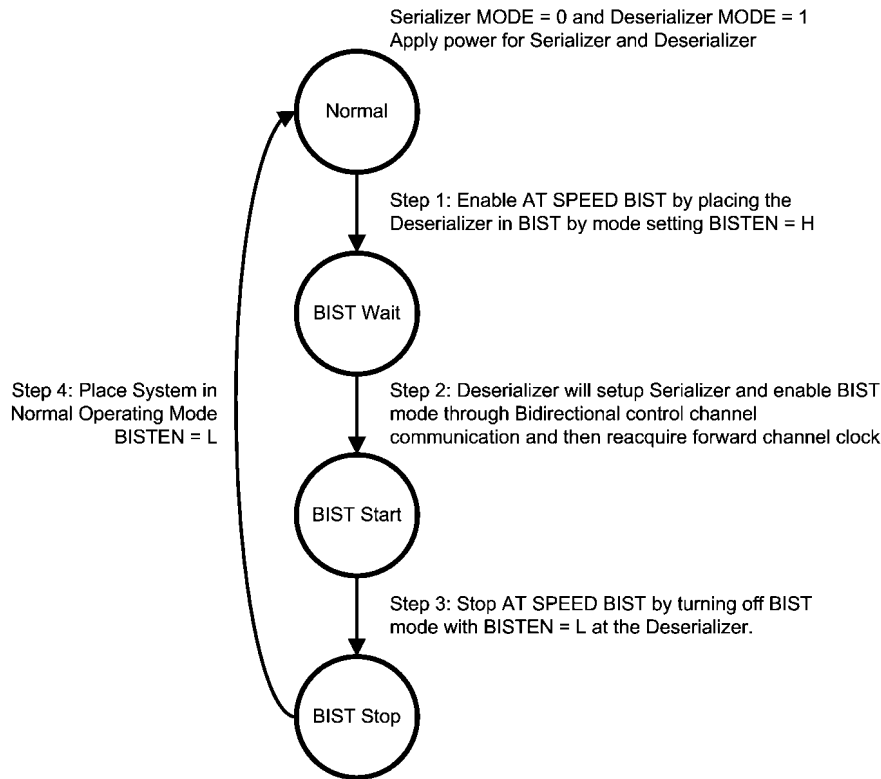 Serializer MODE = 0 and Deserializer MODE = 1
Apply power for Serializer and Deserializer
Normal
Step 1: Enable AT SPEED BIST by placing the
Deserializer in BIST by mode setting BISTEN = H
BIST Wait
Step 4: Place System in
Normal Operating Mode
BISTEN = L
Step 2: Deserializer will setup Serializer and enable BIST
mode through Bidirectional control channel
communication and then reacquire forward channel clock
BIST Start
Step 3: Stop AT SPEED BIST by turning off BIST
mode with BISTEN = L at the Deserializer.
BIST Stop